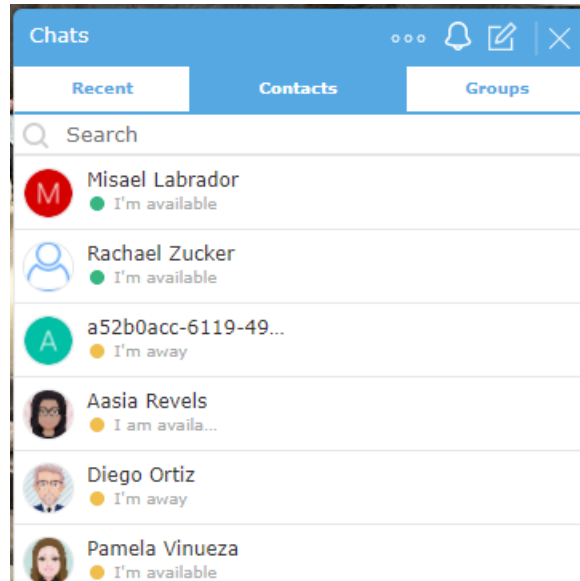 Chats
Recent Contacts Groups
Search
M
Misael Labrador
I'm available
Rachael Zucker
I'm available
A
a52b0acc-6119-49...
I'm away
Aasia Revels
I am availa...
Diego Ortiz
I'm away
Pamela Vinueza
I'm available